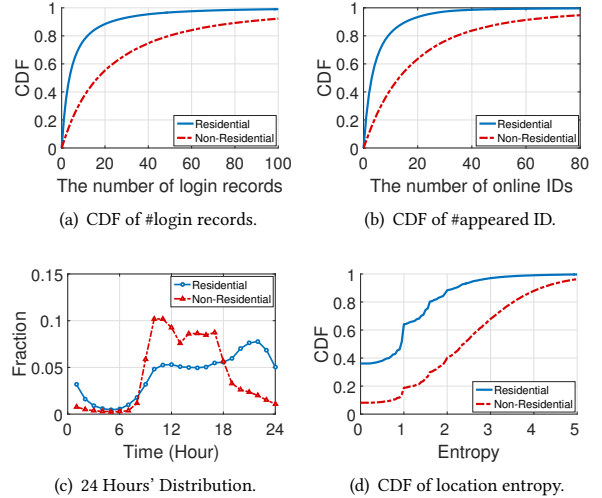 1
0.8
0.6
0.4
0.2
0
CDF
Residential
Non-Residential
0 20 40 60 80 100
The number of login records
(a) CDF of #login records.
1
0.8
0.6
0.4
0.2
0
CDF
Residential
Non-Residential
0 20 40 60 80
The number of online IDs
(b) CDF of #appeared ID.
0.15
0.1
0.05
0
Fraction
Residential
Non-Residential
0 6 12 18 24
Time (Hour)
(c) 24 Hours' Distribution.
1
0.8
0.6
0.4
0.2
0
CDF
Residential
Non-Residential
0 1 2 3 4 5
Entropy
(d) CDF of location entropy.